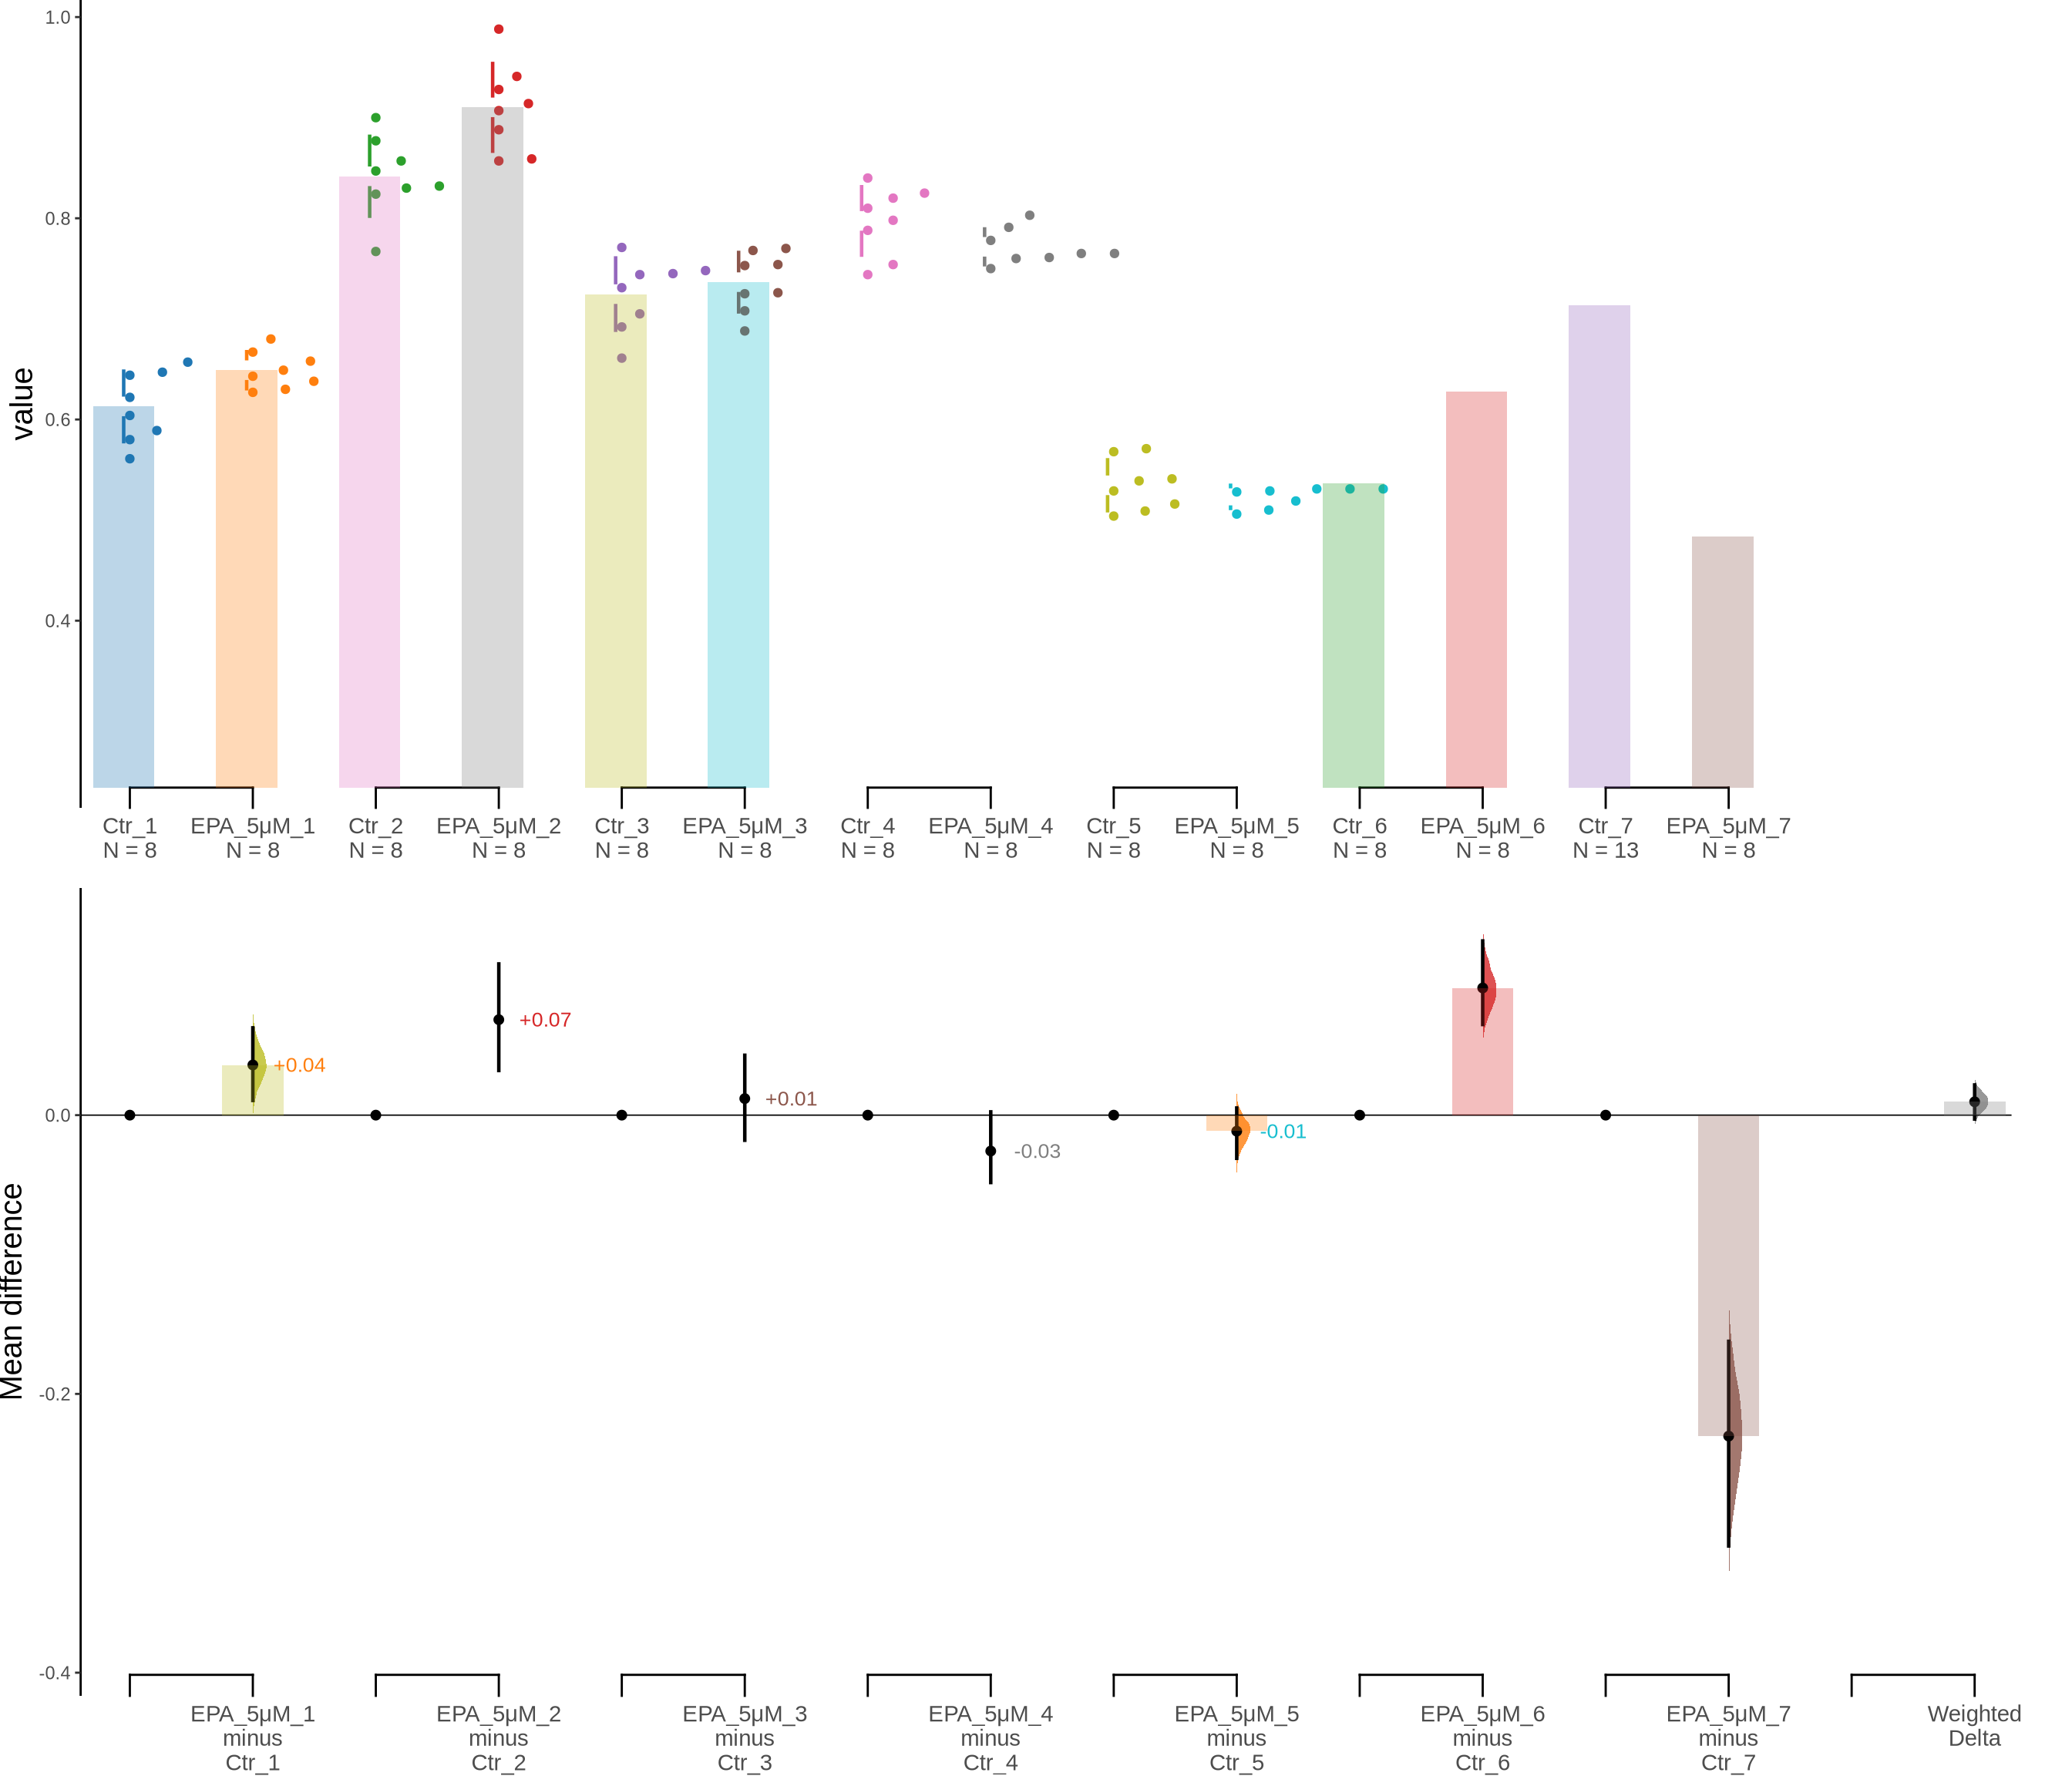 1.0
0.8
0.6
0.4
value
Ctr_1 EPA_5μM_1 Ctr_2 EPA_5μM_2 Ctr_3 EPA_5μM_3 Ctr_4 EPA_5μM_4 Ctr_5 EPA_5μM_5 Ctr_6 EPA_5μM_6 Ctr_7 EPA_5μM_7
N = 8 N = 8 N = 8 N = 8 N = 8 N = 8 N = 8 N = 8 N = 8 N = 8 N = 8 N = 8 N = 13 N = 8
+0.07
+0.04
+0.01
0.0
-0.01
-0.03
Mean difference
-0.2
-0.4
EPA_5μM_1 EPA_5μM_2 EPA_5μM_3 EPA_5μM_4 EPA_5μM_5 EPA_5μM_6 EPA_5μM_7 Weighted
minus minus minus minus minus minus minus Delta
Ctr_1 Ctr_2 Ctr_3 Ctr_4 Ctr_5 Ctr_6 Ctr_7